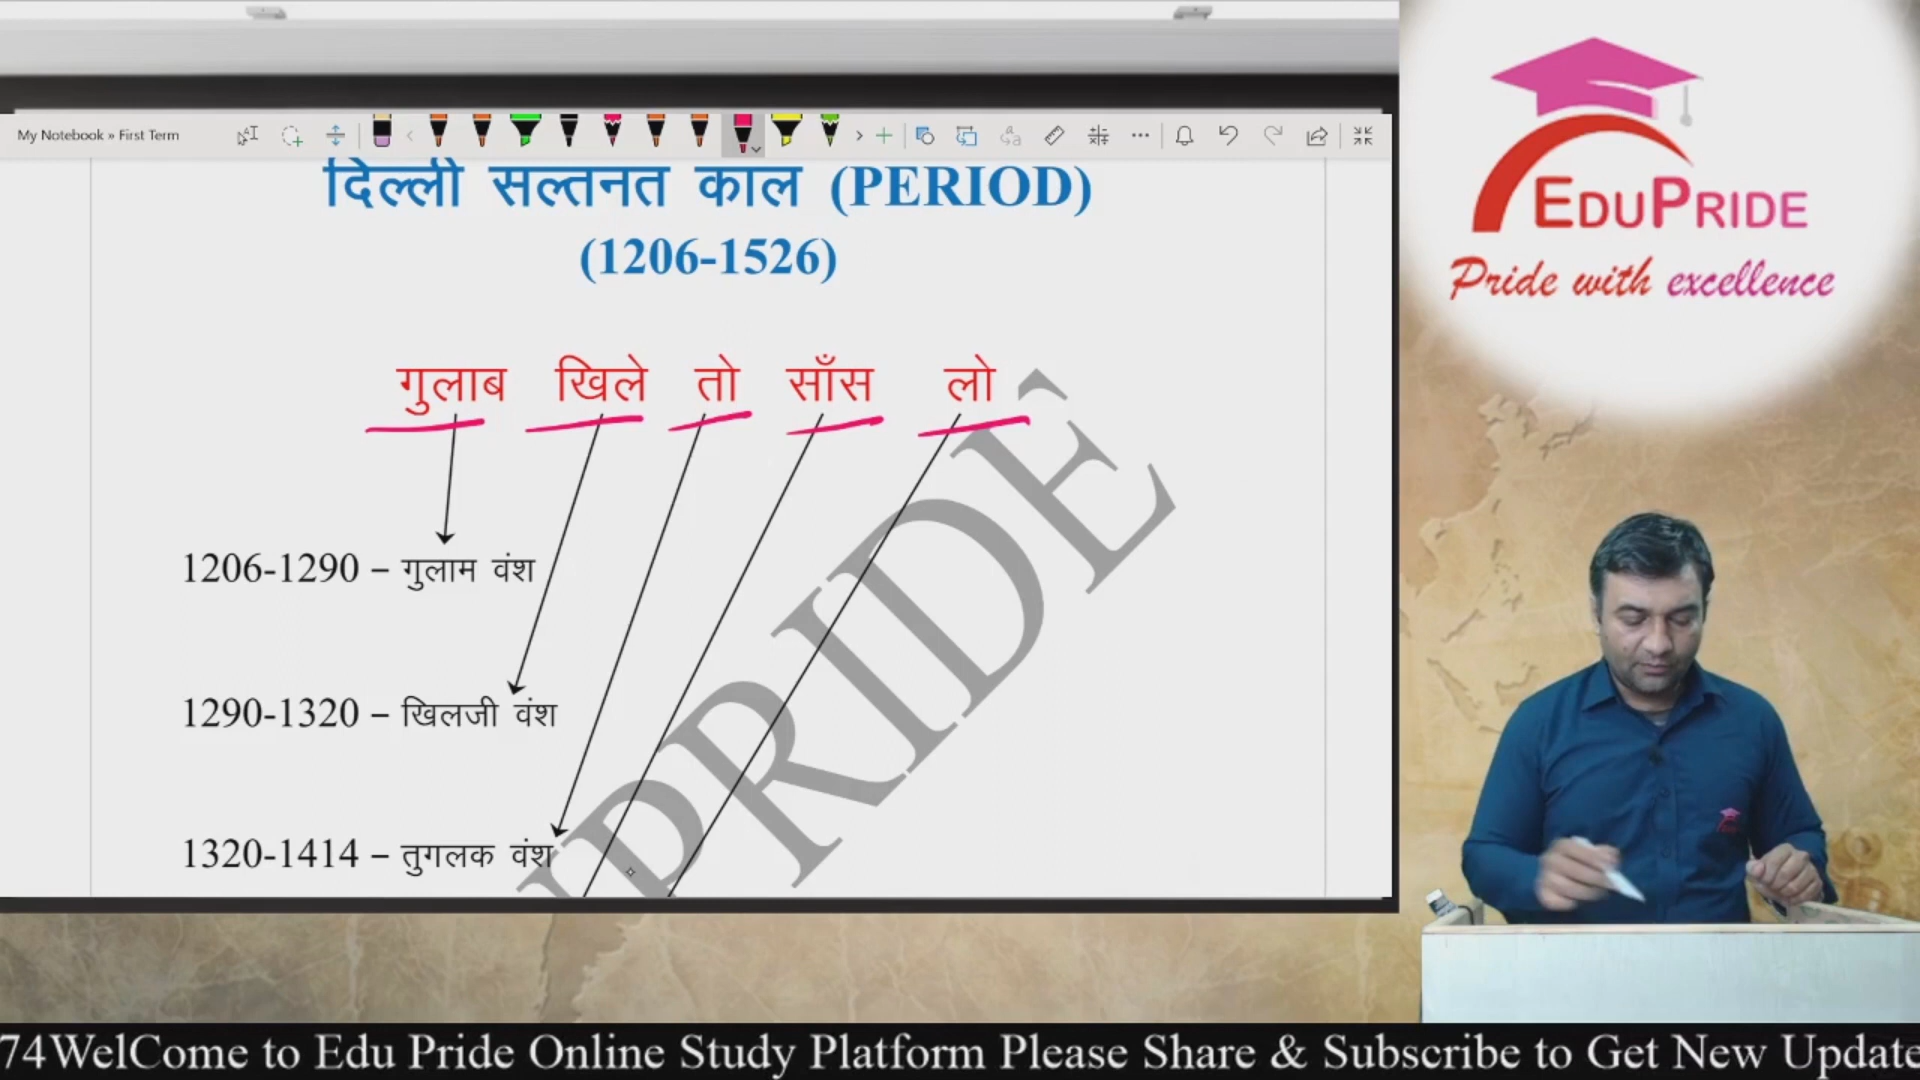 My Notebook » First Term
दिल्ली सल्तनत काल (PERIOD)
(1206-1526)
गुलाब खिले तो साँस लो
1206-1290 – गुलाम वंश
1290-1320 – खिलजी वंश
1320-1414 – तुगलक वंश
PRIDE
EDUPRIDE
Pride with excellence
74WelCome to Edu Pride Online Study Platform Please Share & Subscribe to Get New Update